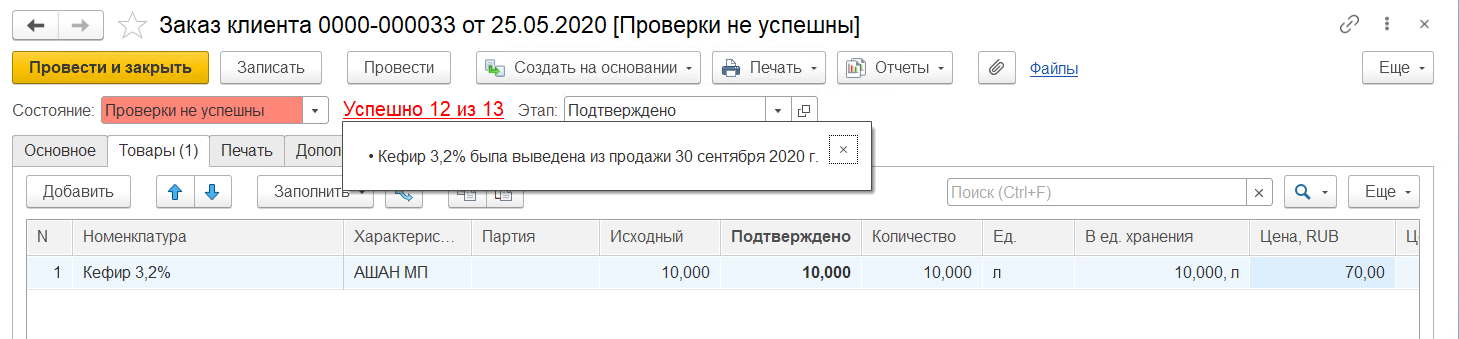 Заказ клиента 0000-000033 от 25.05.2020 [Проверки не успешны]
Провести и закрыть Записать Провести Создать на основании Печать Отчеты Файлы Еще
Состояние: Проверки не успешны Успешно 12 из 13 Этап: Подтверждено
• Кефир 3,2% была выведена из продажи 30 сентября 2020 г.
Основное Товары (1) Печать Допол
Добавить Заполнить Поиск (Ctrl+F) Еще
N Номенклатура Характерис... Партия Исходный Подтверждено Количество Ед. В ед. хранения Цена, RUB
1 Кефир 3,2% АШАН МП 10,000 10,000 10,000 л 10,000, л 70,00